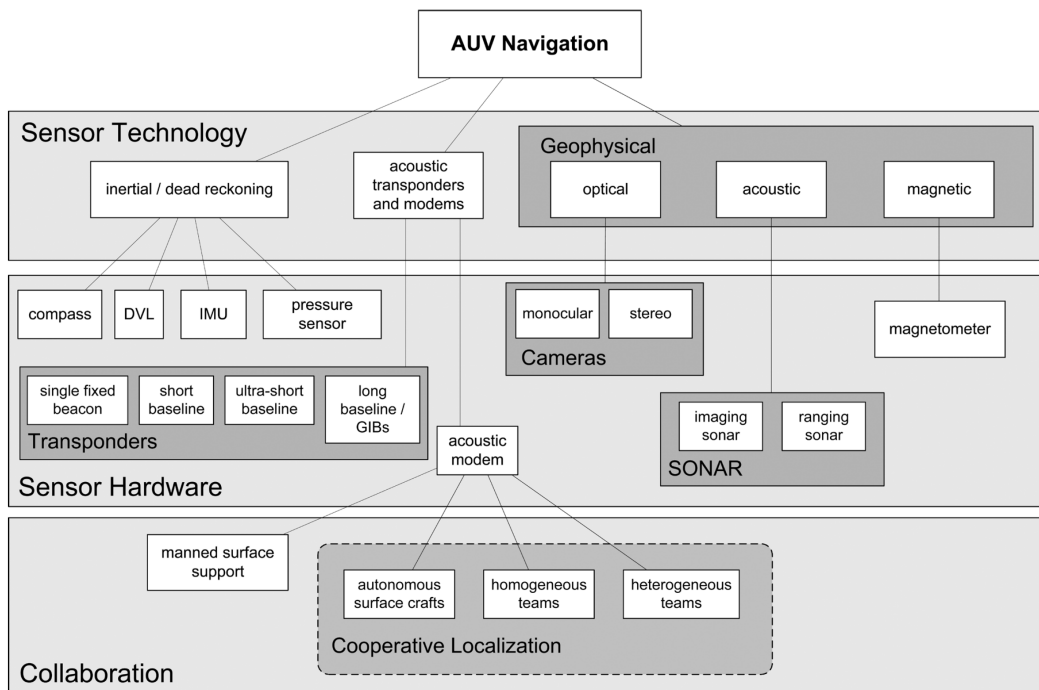 AUV Navigation
Sensor Technology
inertial / dead reckoning
acoustic
transponders
and modems
Geophysical
optical
acoustic
magnetic
compass
DVL
IMU
pressure
sensor
monocular
stereo
Cameras
magnetometer
single fixed
beacon
short
baseline
ultra-short
baseline
long
baseline /
GIBs
Transponders
acoustic
modem
imaging
sonar
ranging
sonar
SONAR
Sensor Hardware
manned surface
support
autonomous
surface crafts
homogeneous
teams
heterogeneous
teams
Cooperative Localization
Collaboration